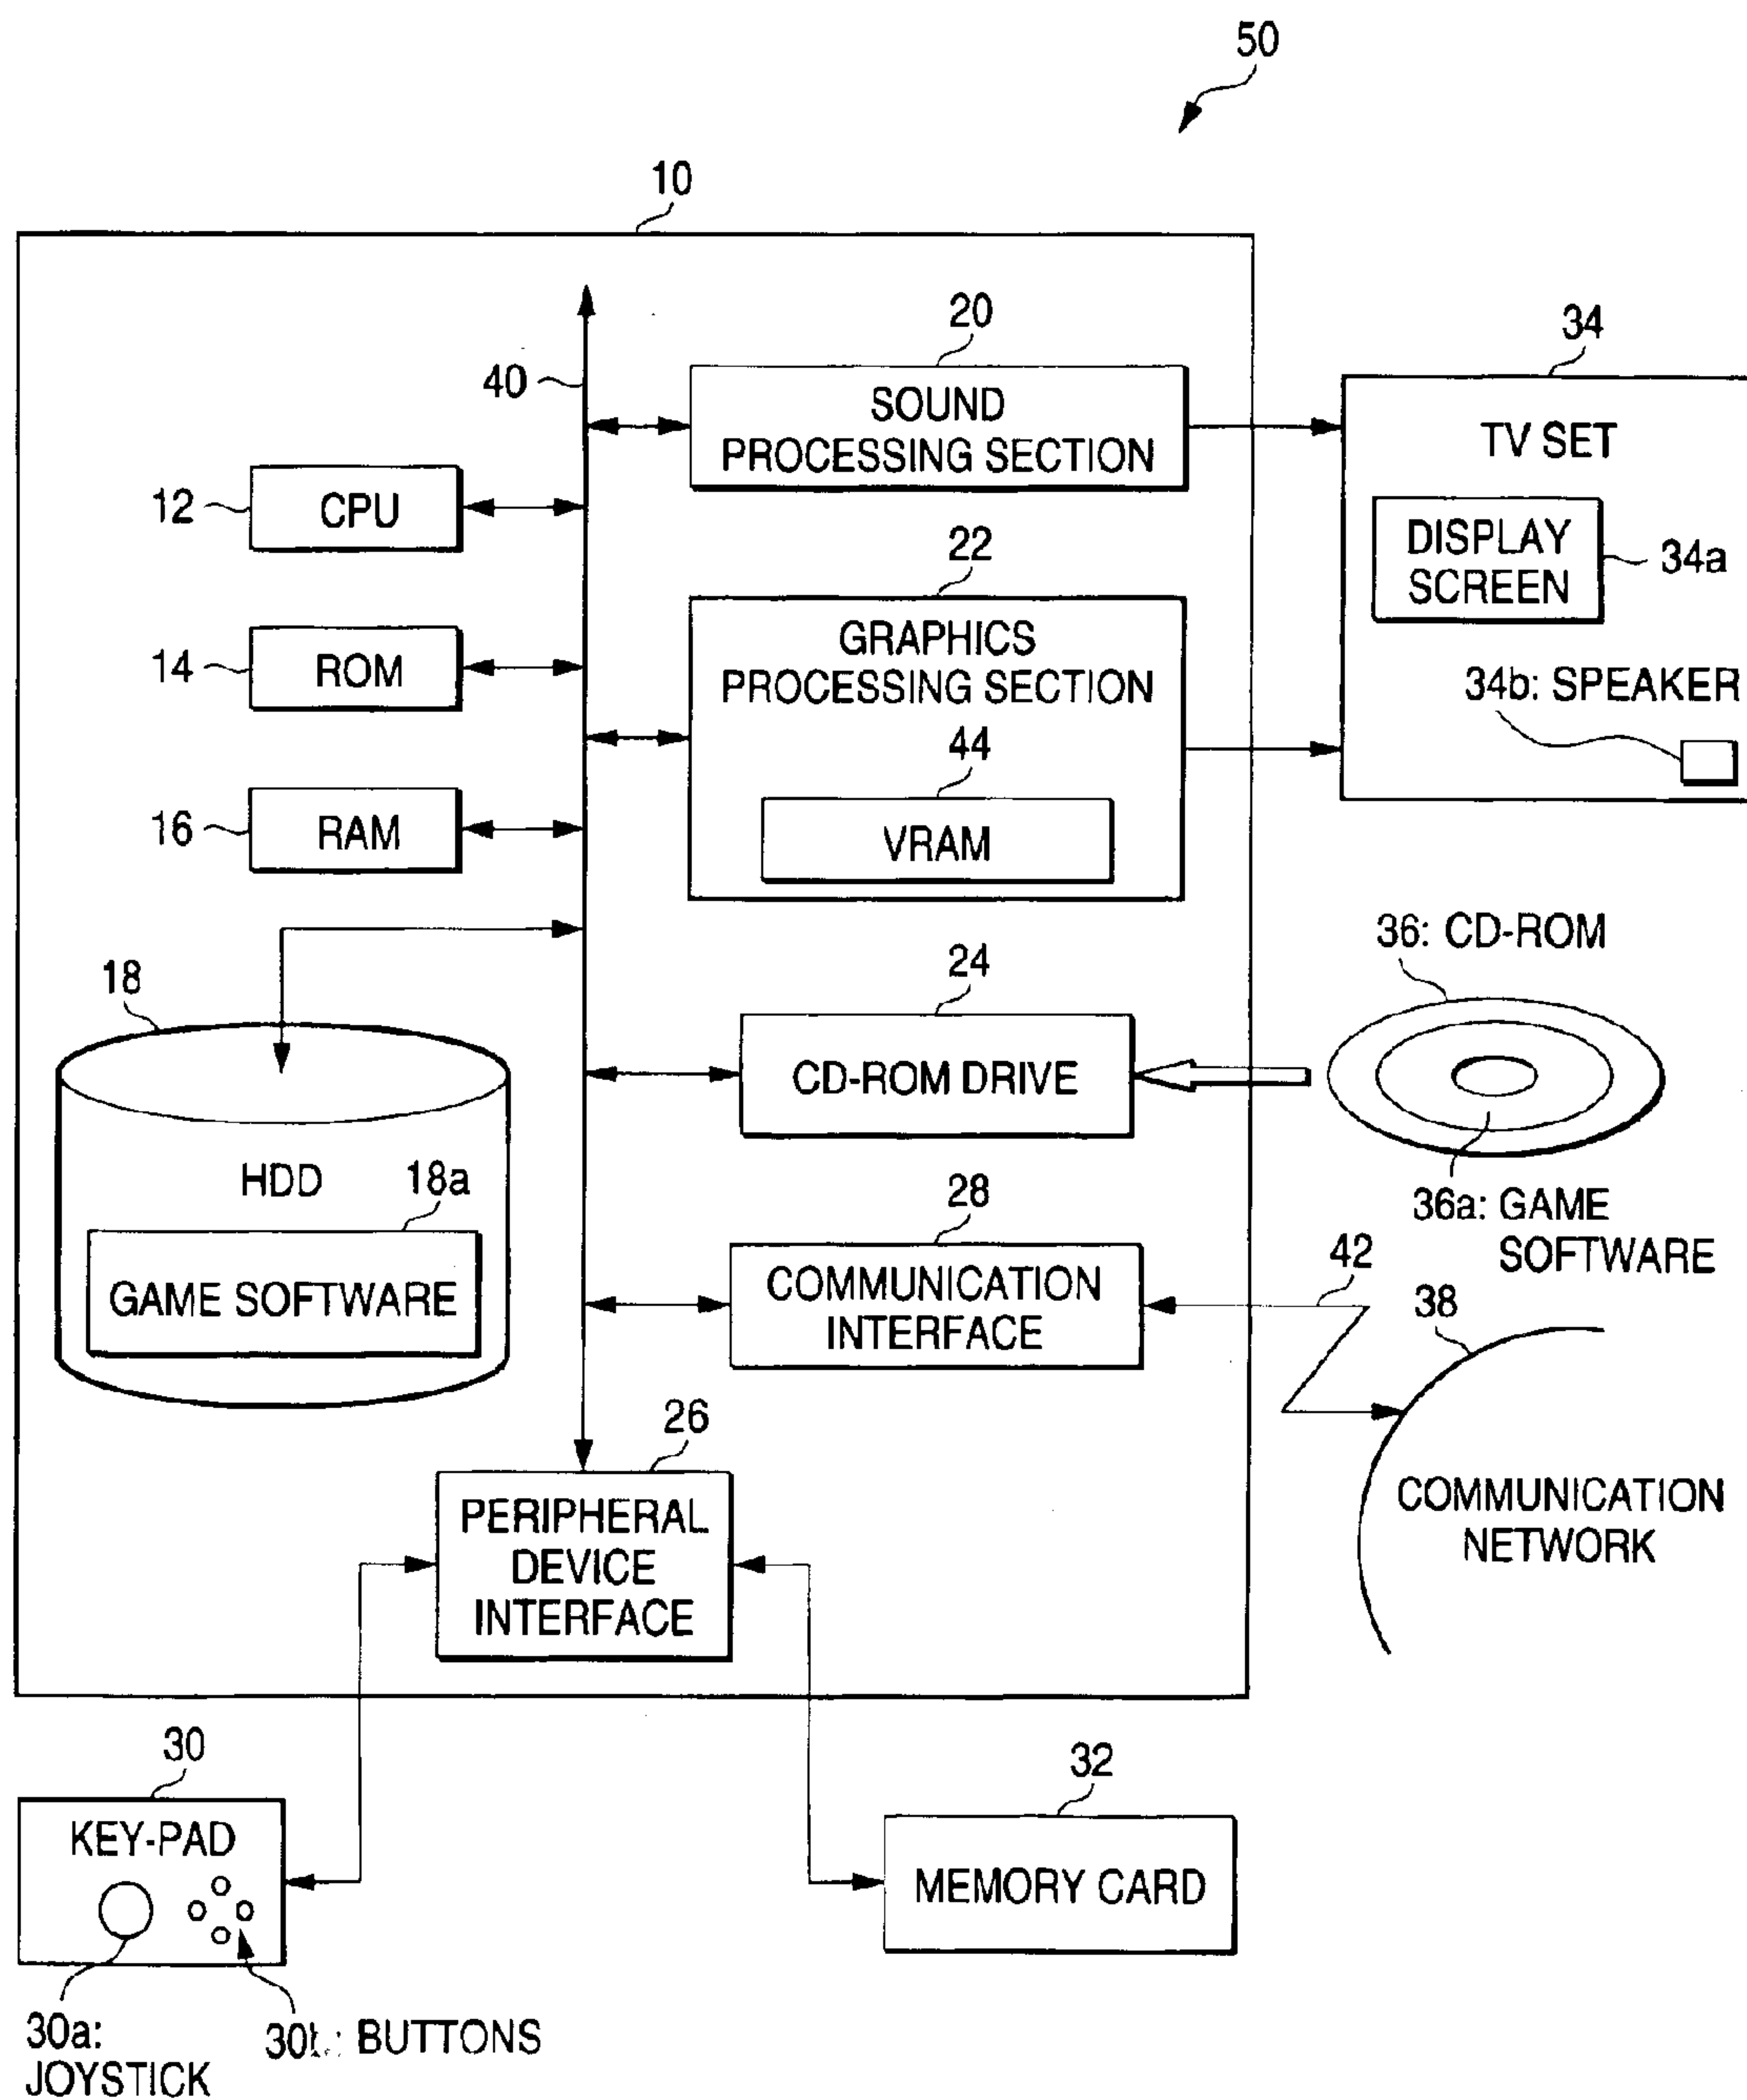 50
10
20
SOUND
PROCESSING SECTION
40
34
TV SET
DISPLAY
SCREEN
34a
34b: SPEAKER
12
CPU
22
GRAPHICS
PROCESSING SECTION
44
VRAM
14
ROM
16
RAM
36: CD-ROM
36a: GAME
SOFTWARE
18
HDD
18a
GAME SOFTWARE
24
CD-ROM DRIVE
28
COMMUNICATION
INTERFACE
42
38
COMMUNICATION
NETWORK
26
PERIPHERAL
DEVICE
INTERFACE
30
KEY-PAD
30a:
JOYSTICK
30b: BUTTONS
32
MEMORY CARD